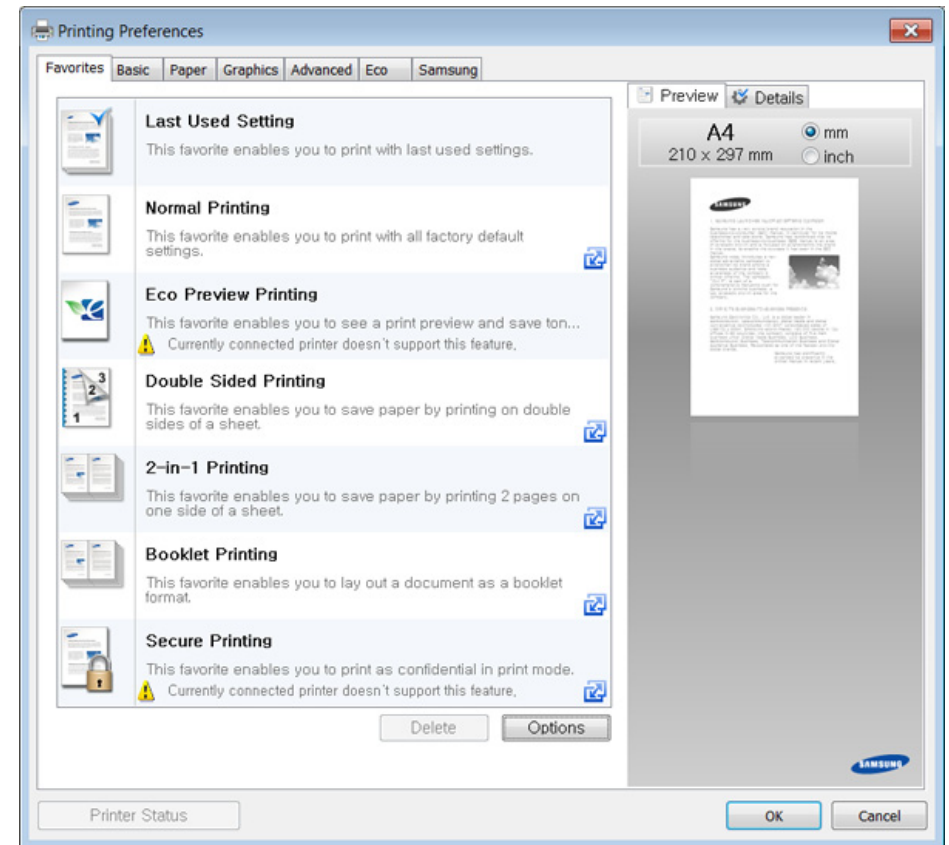 Printing Preferences
Favorites Basic Paper Graphics Advanced Eco Samsung
Last Used Setting
This favorite enables you to print with last used settings.
Normal Printing
This favorite enables you to print with all factory default
settings.
Eco Preview Printing
This favorite enables you to see a print preview and save ton...
Currently connected printer doesn't support this feature.
Double Sided Printing
This favorite enables you to save paper by printing on double
sides of a sheet.
2-in-1 Printing
This favorite enables you to save paper by printing 2 pages on
one side of a sheet.
Booklet Printing
This favorite enables you to lay out a document as a booklet
format.
Secure Printing
This favorite enables you to print as confidential in print mode.
Currently connected printer doesn't support this feature.
Delete Options
Preview Details
A4 mm
210 x 297 mm inch
SAMSUNG
SAMSUNG
Printer Status OK Cancel